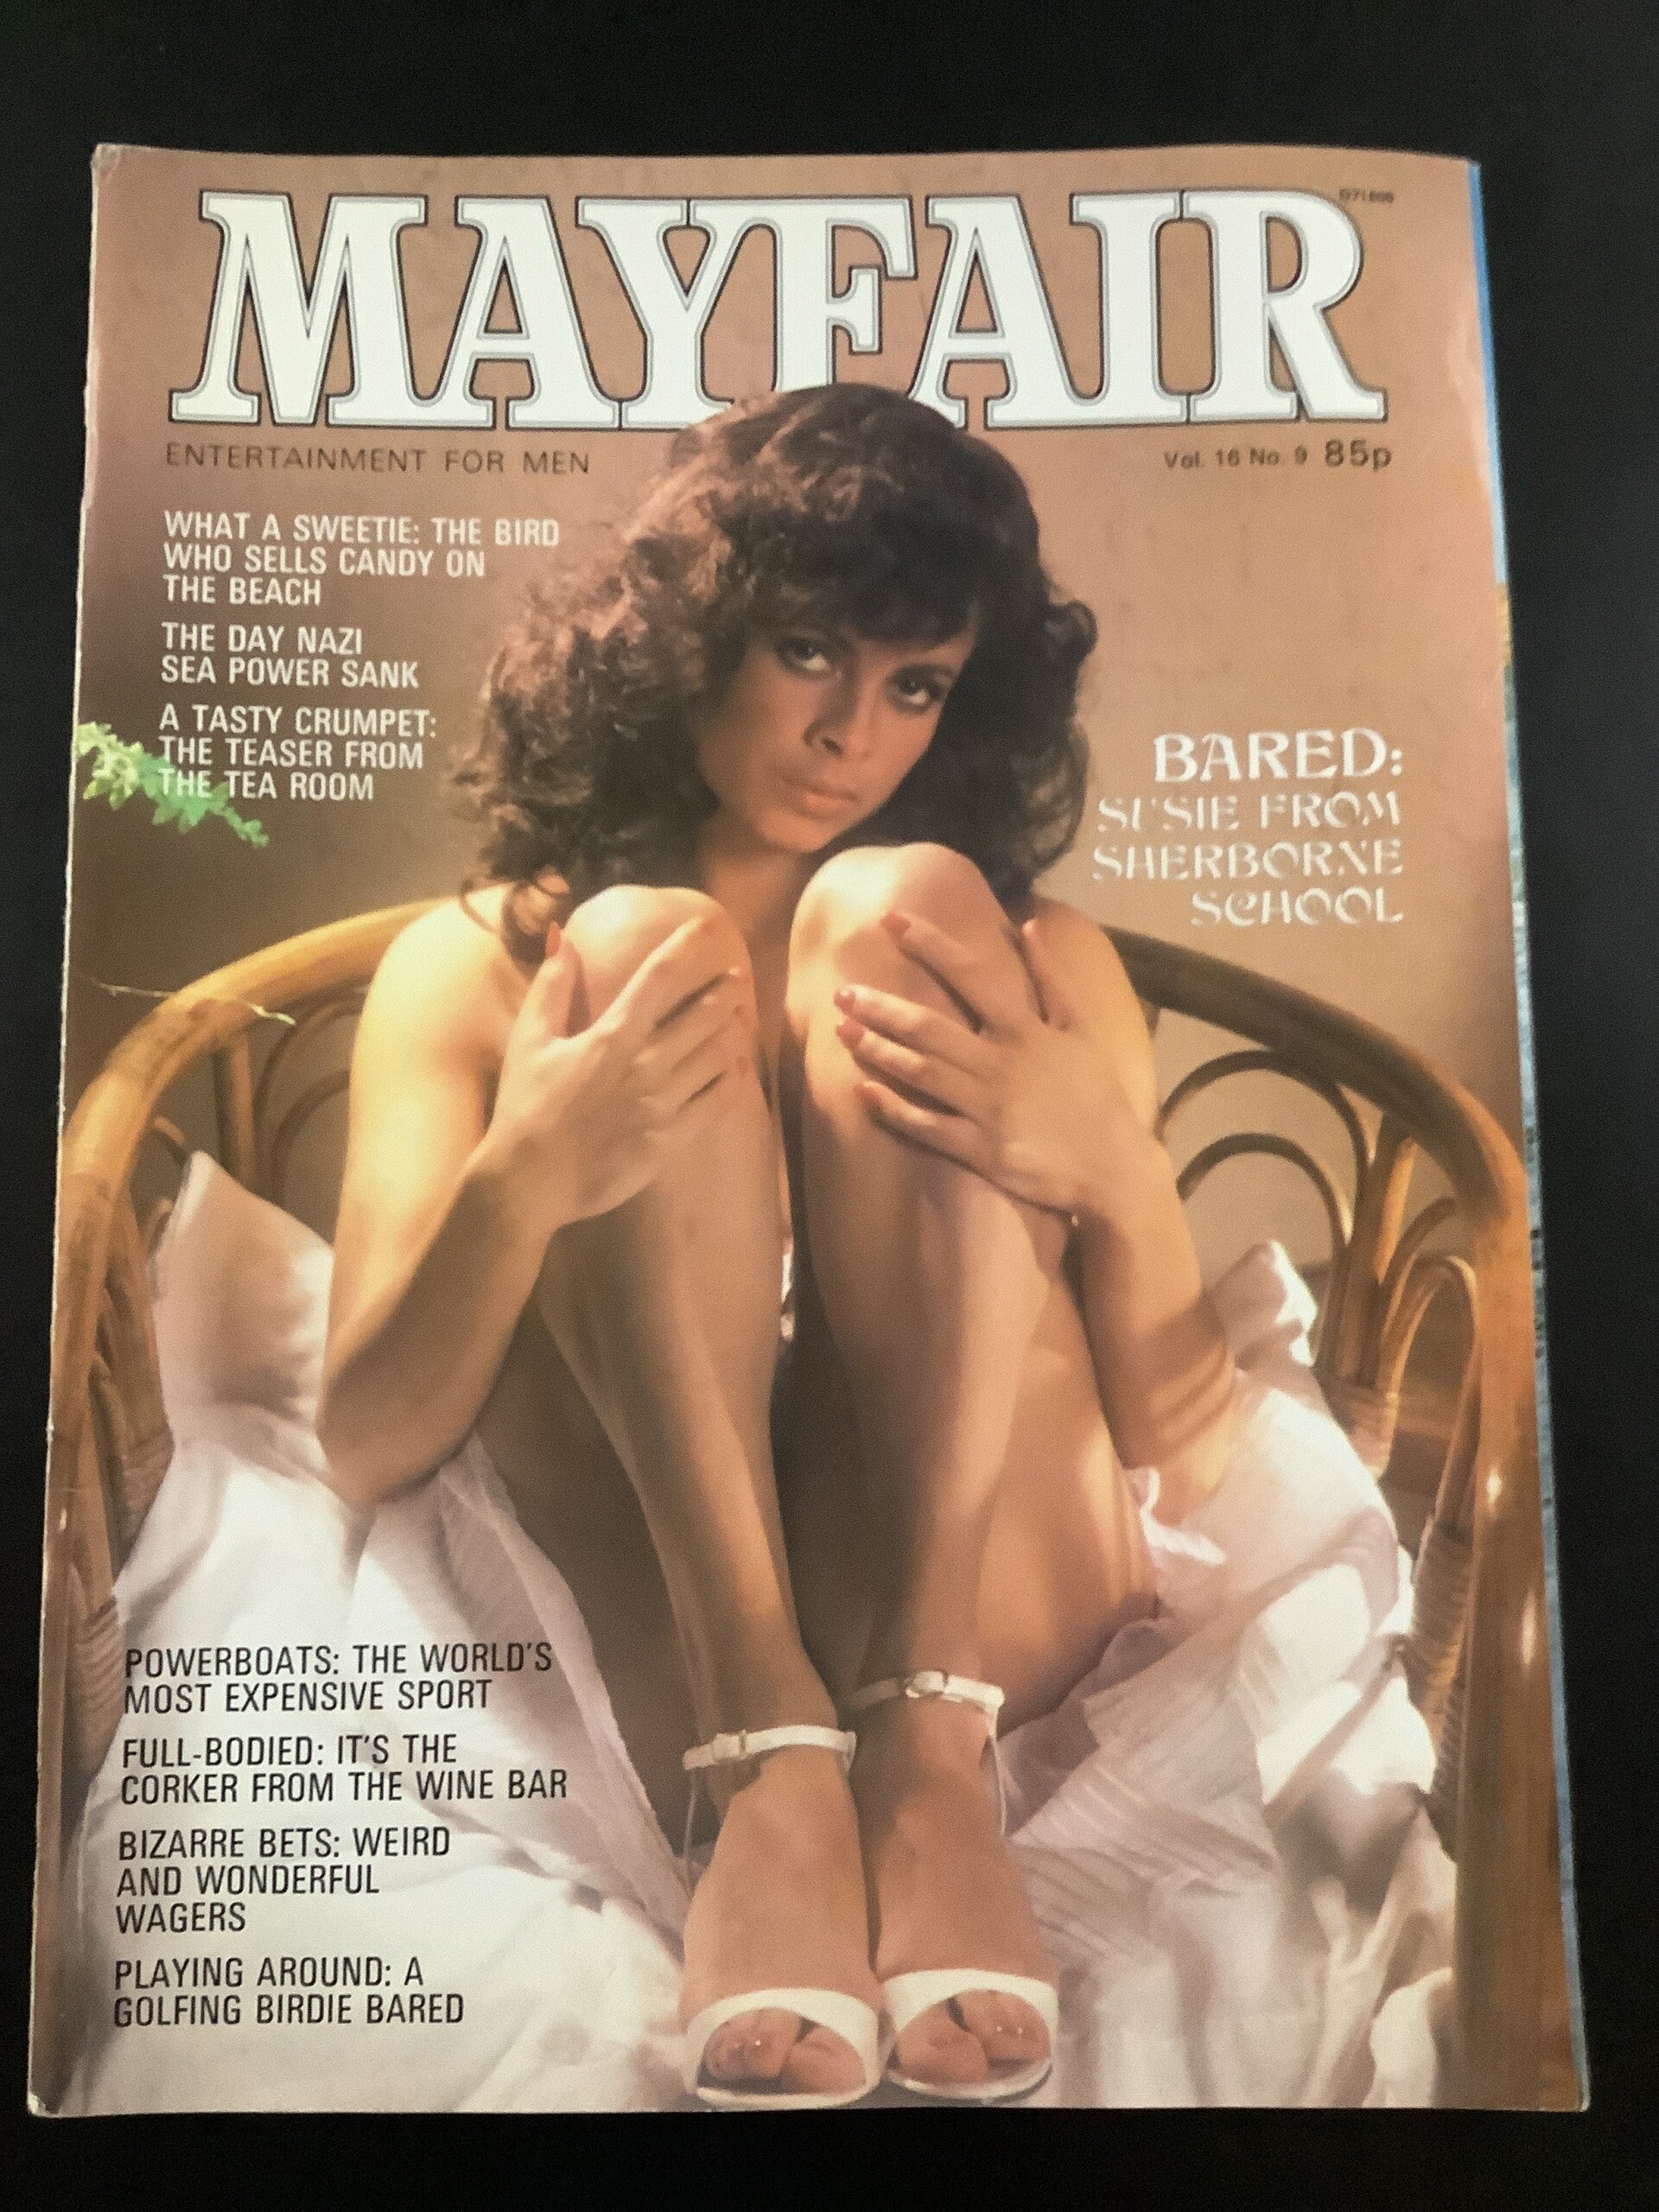 MAYFAIR
ENTERTAINMENT FOR MEN
Vol. 16 No. 9 85p
WHAT A SWEETIE: THE BIRD
WHO SELLS CANDY ON
THE BEACH
THE DAY NAZI
SEA POWER SANK
A TASTY CRUMPET:
THE TEASER FROM
THE TEA ROOM
BARED:
SUSIE FROM
SHERBORNE
SCHOOL
POWERBOATS: THE WORLD'S
MOST EXPENSIVE SPORT
FULL-BODIED: IT'S THE
CORKER FROM THE WINE BAR
BIZARRE BETS: WEIRD
AND WONDERFUL
WAGERS
PLAYING AROUND: A
GOLFING BIRDIE BARED